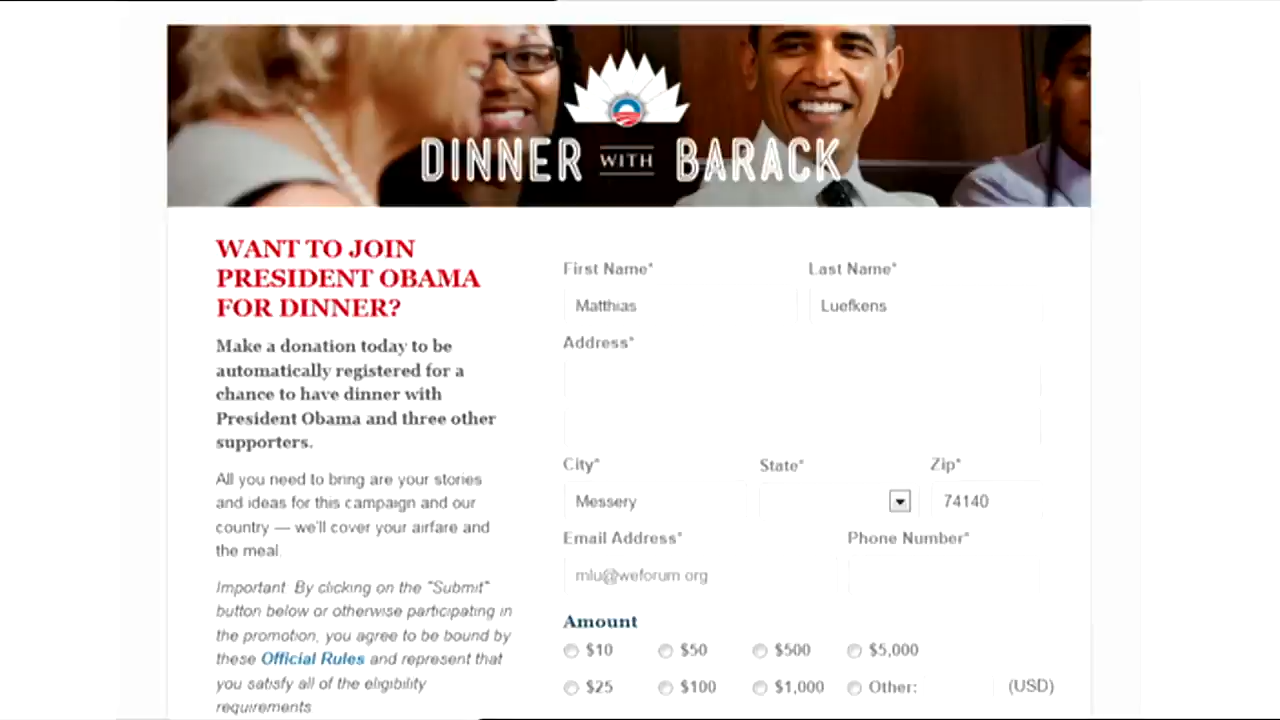 DINNER WITH BARACK
WANT TO JOIN
PRESIDENT OBAMA
FOR DINNER?
Make a donation today to be
automatically registered for a
chance to have dinner with
President Obama and three other
supporters.
All you need to bring are your stories
and ideas for this campaign and our
country — we'll cover your airfare and
the meal.
Important: By clicking on the "Submit"
button below or otherwise participating in
the promotion, you agree to be bound by
these Official Rules and represent that
you satisfy all of the eligibility
requirements
First Name* Last Name*
Matthias Luefkens
Address*
City* State* Zip*
Messery 74140
Email Address* Phone Number*
mlu@weforum.org
Amount
$10 $50 $500 $5,000
$25 $100 $1,000 Other: (USD)